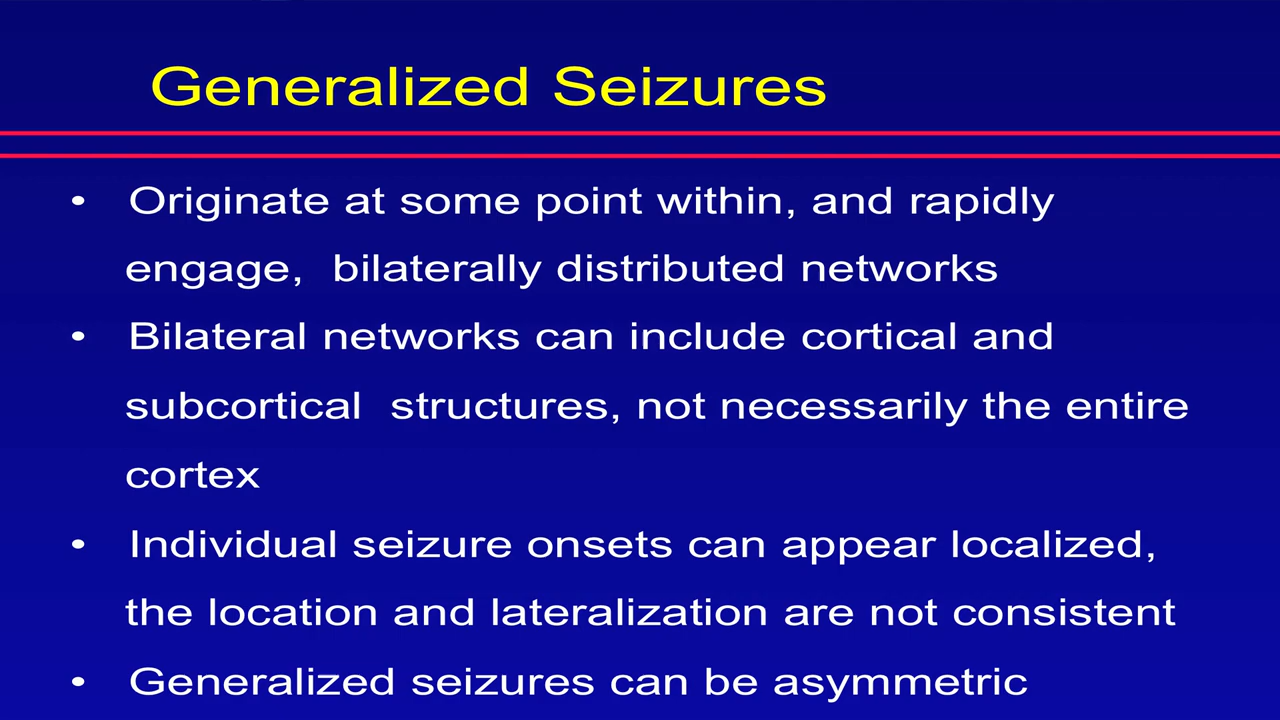 Generalized Seizures
• Originate at some point within, and rapidly
engage, bilaterally distributed networks
• Bilateral networks can include cortical and
subcortical structures, not necessarily the entire
cortex
• Individual seizure onsets can appear localized,
the location and lateralization are not consistent
• Generalized seizures can be asymmetric